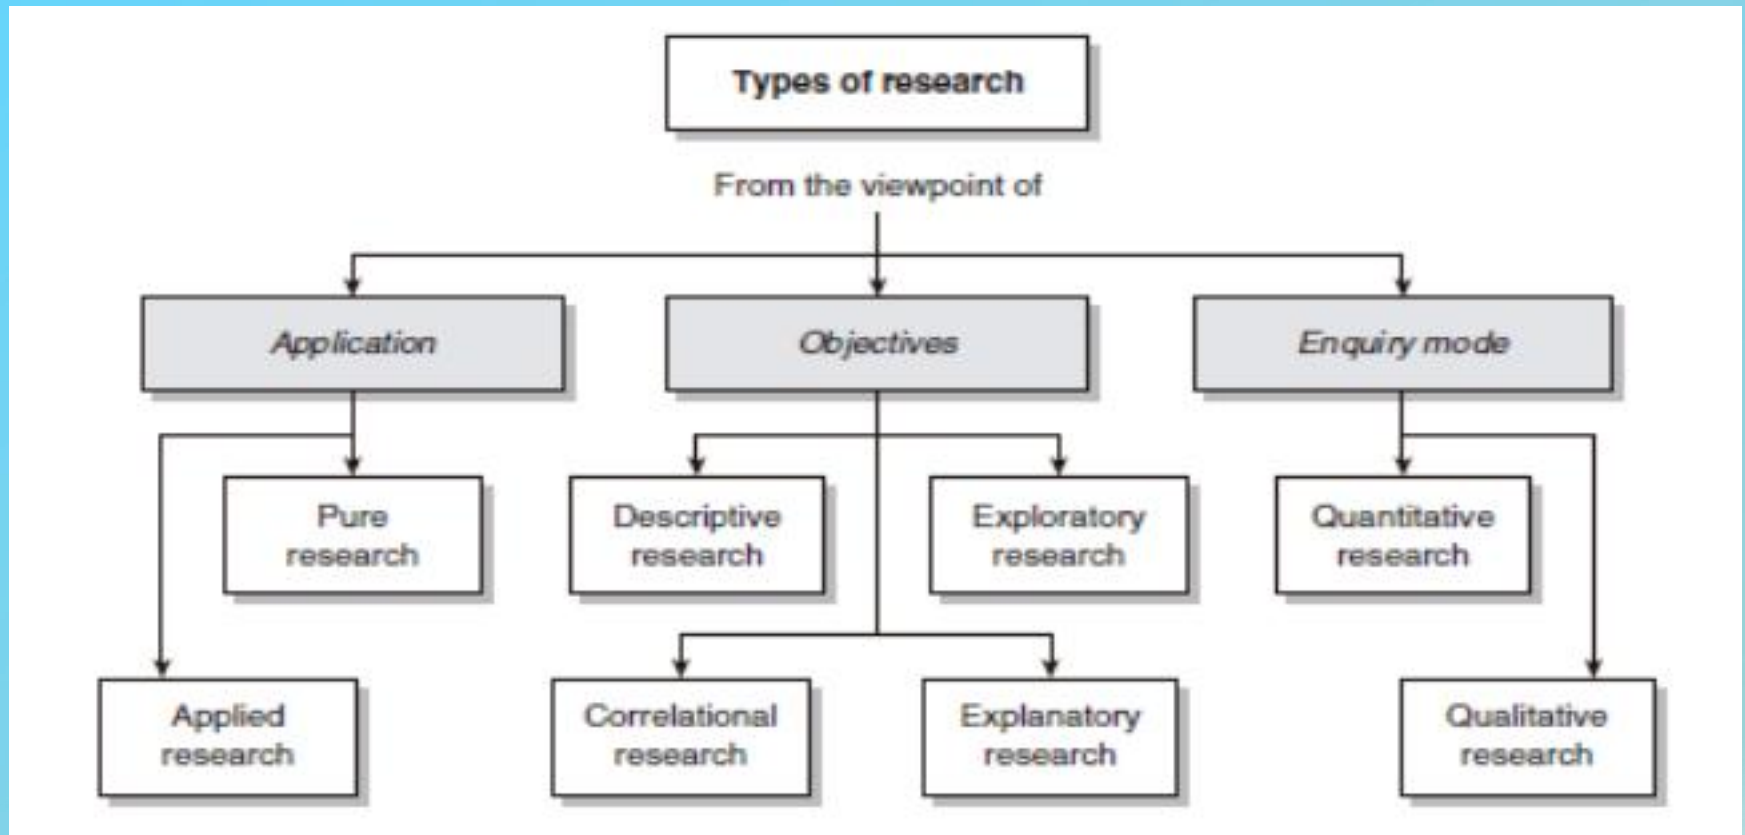 Types of research
From the viewpoint of
Application
Objectives
Enquiry mode
Pure
research
Descriptive
research
Exploratory
research
Quantitative
research
Applied
research
Correlational
research
Explanatory
research
Qualitative
research